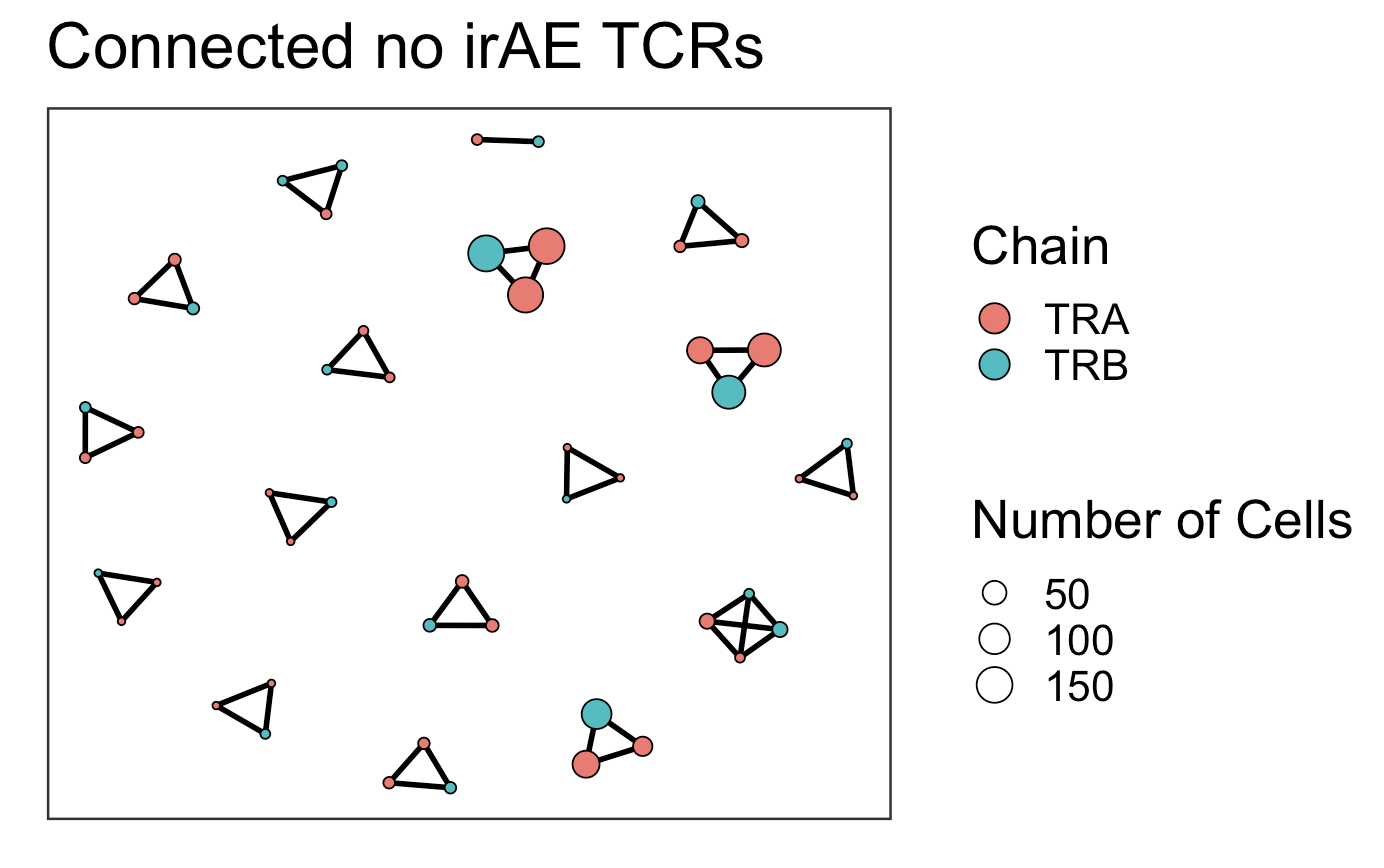 Connected no irAE TCRs
Chain
TRA
TRB
Number of Cells
50
100
150